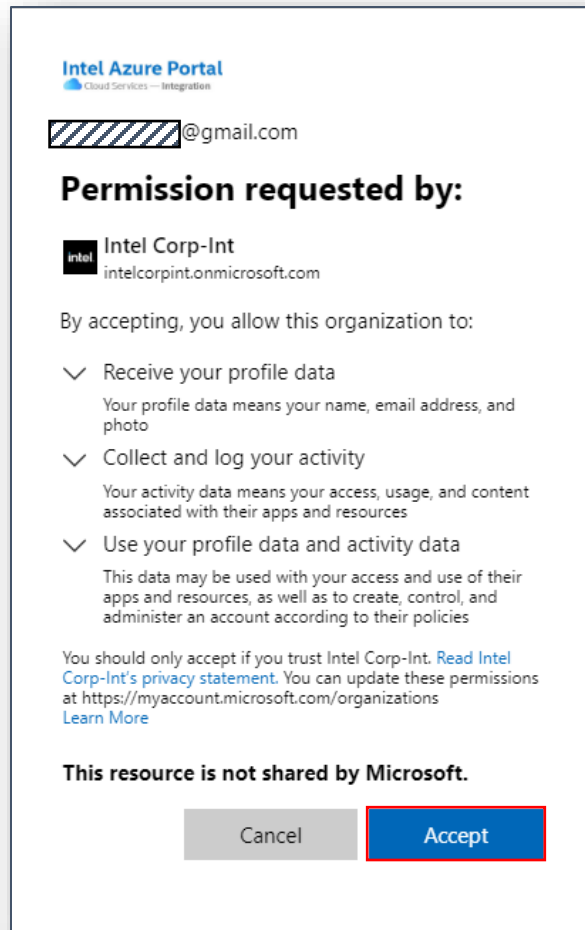 Intel Azure Portal
Cloud Services — Integration
@gmail.com
Permission requested by:
intel
Intel Corp-Int
intelcorpint.onmicrosoft.com
By accepting, you allow this organization to:
Receive your profile data
Your profile data means your name, email address, and
photo
Collect and log your activity
Your activity data means your access, usage, and content
associated with their apps and resources
Use your profile data and activity data
This data may be used with your access and use of their
apps and resources, as well as to create, control, and
administer an account according to their policies
You should only accept if you trust Intel Corp-Int. Read Intel
Corp-Int's privacy statement. You can update these permissions
at https://myaccount.microsoft.com/organizations
Learn More
This resource is not shared by Microsoft.
Cancel
Accept